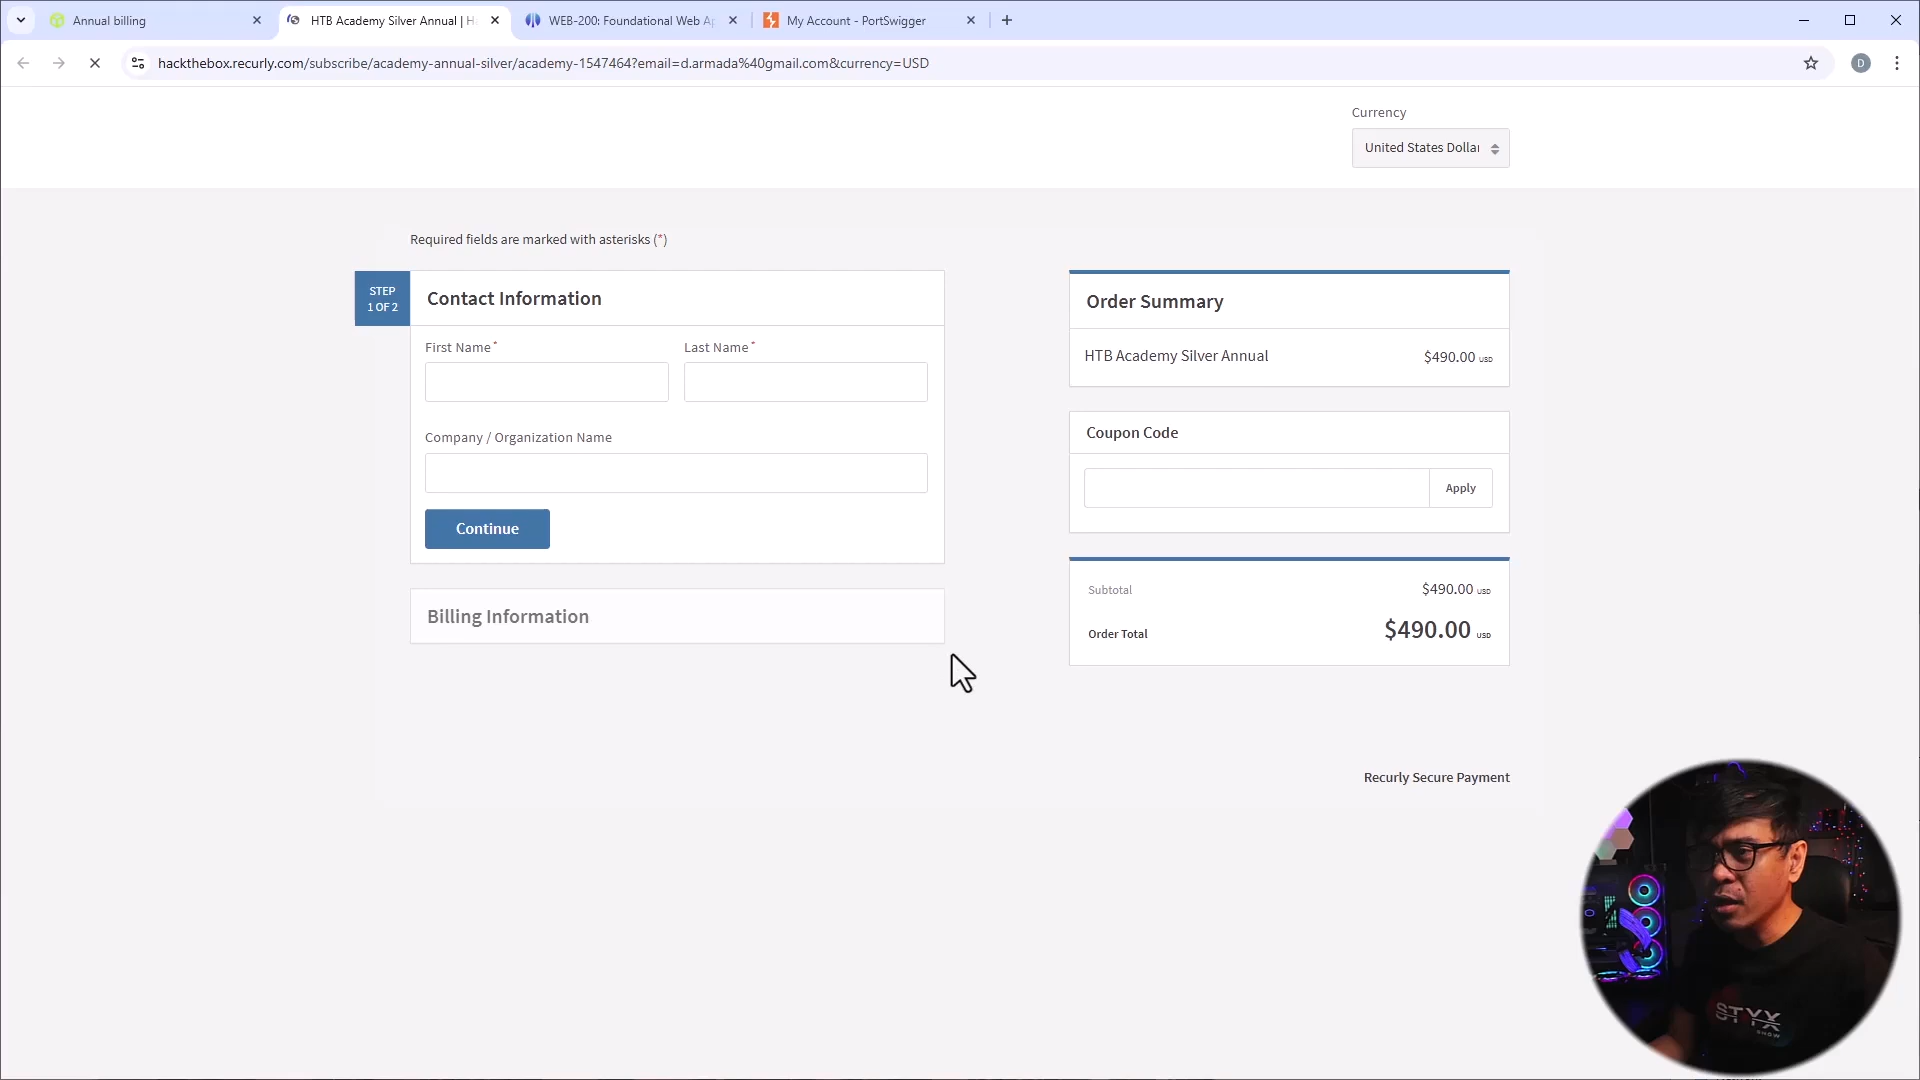 Annual billing
HTB Academy Silver Annual | H
WEB-200: Foundational Web Ap
My Account - PortSwigger
hackthebox.recurly.com/subscribe/academy-annual-silver/academy-1547464?email=d.armada%40gmail.com&currency=USD
D
Currency
United States Dollar
Required fields are marked with asterisks (*)
STEP
1 OF 2
Contact Information
First Name*
Last Name*
Company / Organization Name
Continue
Billing Information
Order Summary
HTB Academy Silver Annual
$490.00 USD
Coupon Code
Apply
Subtotal
$490.00 USD
Order Total
$490.00 USD
Recurly Secure Payment
STYX
SHOW